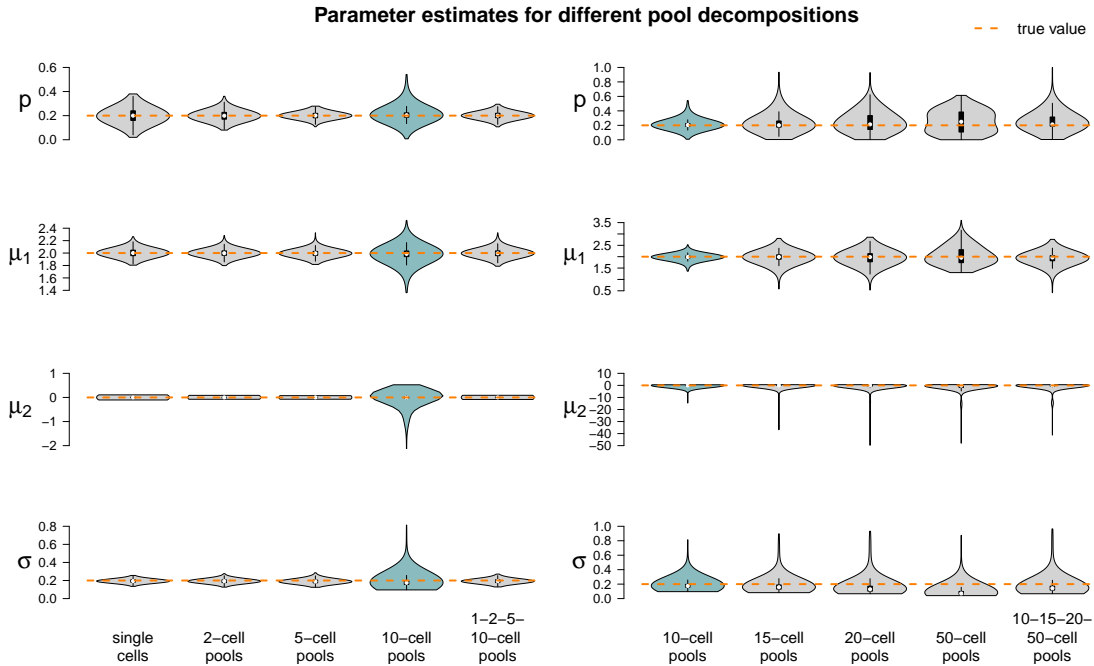 Parameter estimates for different pool decompositions
true value
p
0.6
0.4
0.2
0.0
μ1
2.4
2.2
2.0
1.8
1.6
1.4
μ2
1
0
−1
−2
σ
0.8
0.6
0.4
0.2
0.0
single
cells
2−cell
pools
5−cell
pools
10−cell
pools
1−2−5−
10−cell
pools
p
1.0
0.8
0.6
0.4
0.2
0.0
μ1
3.5
2.5
1.5
0.5
μ2
10
0
−10
−20
−30
−40
−50
σ
1.0
0.8
0.6
0.4
0.2
0.0
10−cell
pools
15−cell
pools
20−cell
pools
50−cell
pools
10−15−20−
50−cell
pools